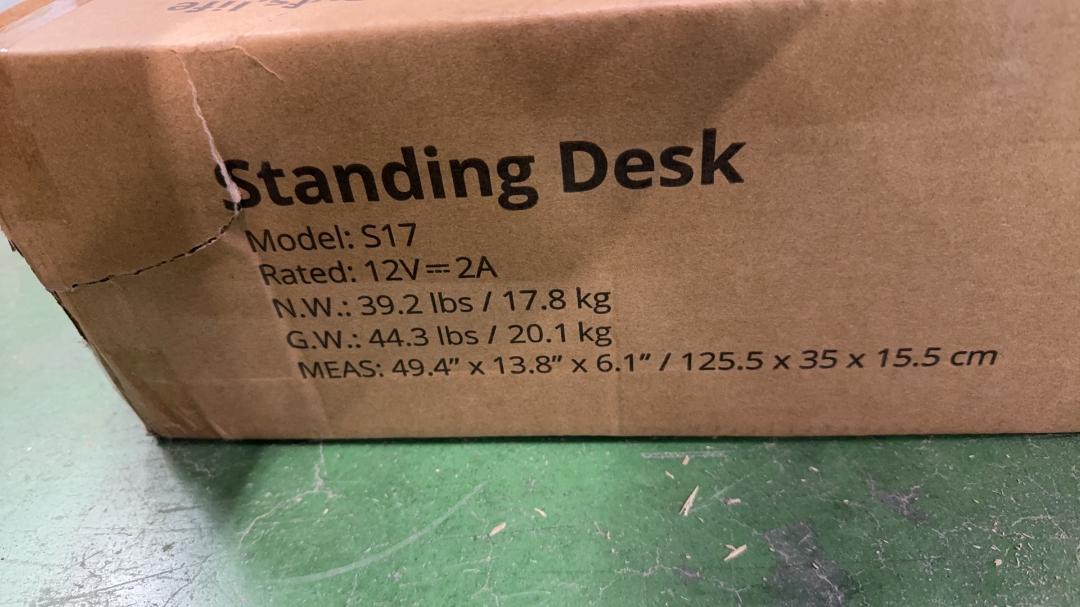 Standing Desk
Model: S17
Rated: 12V⎓2A
N.W.: 39.2 lbs / 17.8 kg
G.W.: 44.3 lbs / 20.1 kg
MEAS: 49.4” x 13.8” x 6.1” / 125.5 x 35 x 15.5 cm